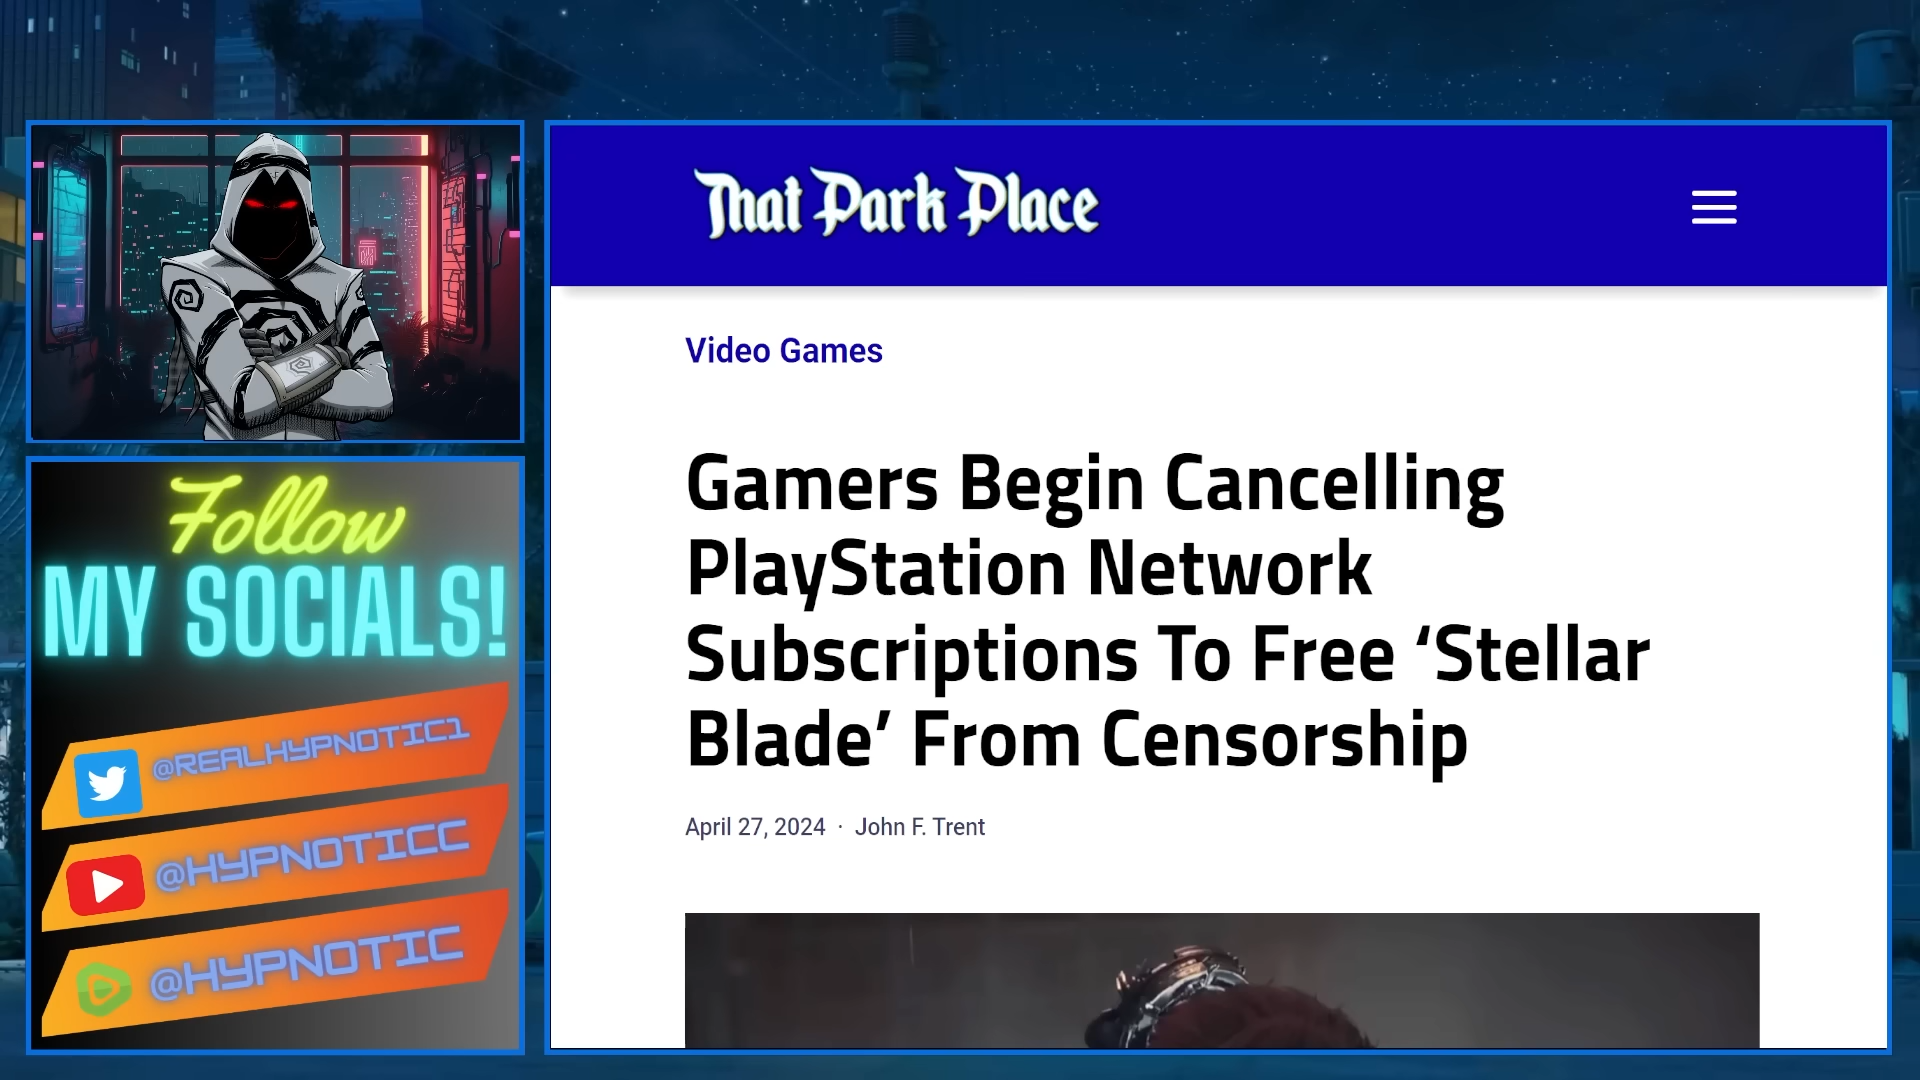 That Park Place
Video Games
Gamers Begin Cancelling
PlayStation Network
Subscriptions To Free ‘Stellar
Blade’ From Censorship
April 27, 2024 · John F. Trent
Follow
MY SOCIALS!
@REALHYPNOTIC1
@HYPNOTICC
@HYPNOTIC